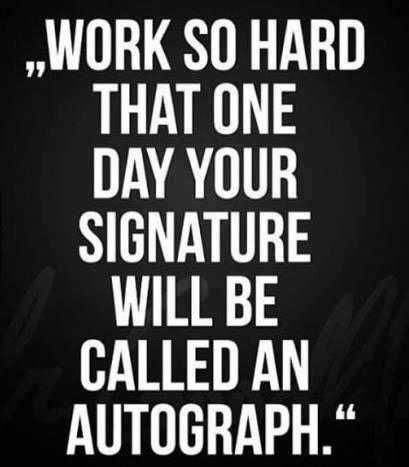 „WORK SO HARD
THAT ONE
DAY YOUR
SIGNATURE
WILL BE
CALLED AN
AUTOGRAPH.“